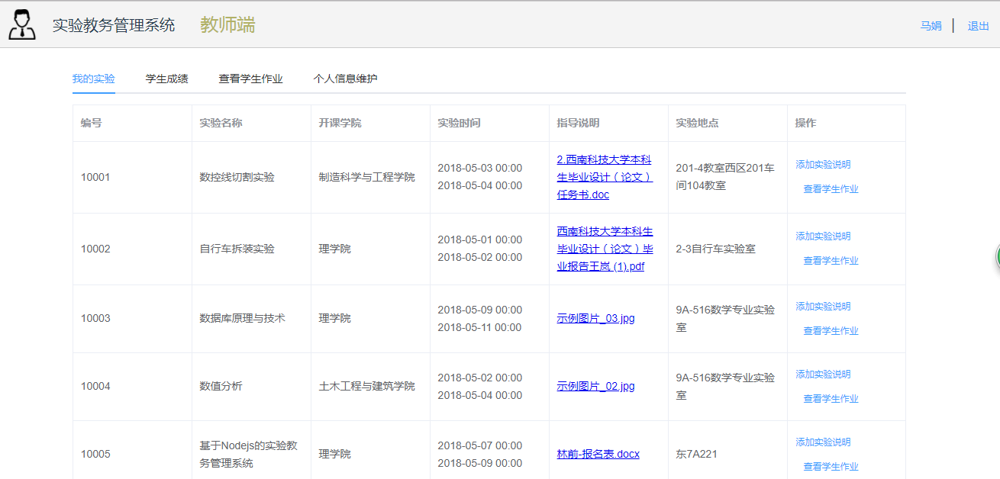 实验教务管理系统 教师端 马娟 | 退出
我的实验 学生成绩 查看学生作业 个人信息维护
编号 实验名称 开课学院 实验时间 指导说明 实验地点 操作
10001
数控线切割实验
制造科学与工程学院
2018-05-03 00:00
2018-05-04 00:00
2.西南科技大学本科
生毕业设计（论文）
任务书.doc
201-4教室西区201车
间104教室
添加实验说明
查看学生作业
10002
自行车拆装实验
理学院
2018-05-01 00:00
2018-05-02 00:00
西南科技大学本科生
毕业设计（论文）毕
业报告王岚 (1).pdf
2-3自行车实验室
添加实验说明
查看学生作业
10003
数据库原理与技术
理学院
2018-05-09 00:00
2018-05-11 00:00
示例图片_03.jpg
9A-516数学专业实验
室
添加实验说明
查看学生作业
10004
数值分析
土木工程与建筑学院
2018-05-02 00:00
2018-05-04 00:00
示例图片_02.jpg
9A-516数学专业实验
室
添加实验说明
查看学生作业
10005
基于Nodejs的实验教
务管理系统
理学院
2018-05-07 00:00
2018-05-09 00:00
林前-报名表.docx
东7A221
添加实验说明
查看学生作业